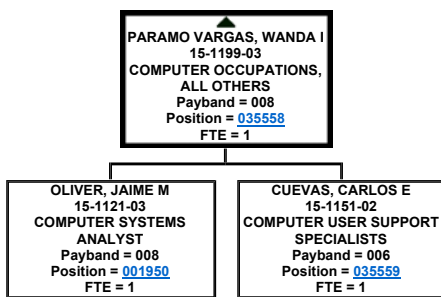 PARAMO VARGAS, WANDA I
15-1199-03
COMPUTER OCCUPATIONS,
ALL OTHERS
Payband = 008
Position = 035558
FTE = 1
OLIVER, JAIME M
15-1121-03
COMPUTER SYSTEMS
ANALYST
Payband = 008
Position = 001950
FTE = 1
CUEVAS, CARLOS E
15-1151-02
COMPUTER USER SUPPORT
SPECIALISTS
Payband = 006
Position = 035559
FTE = 1